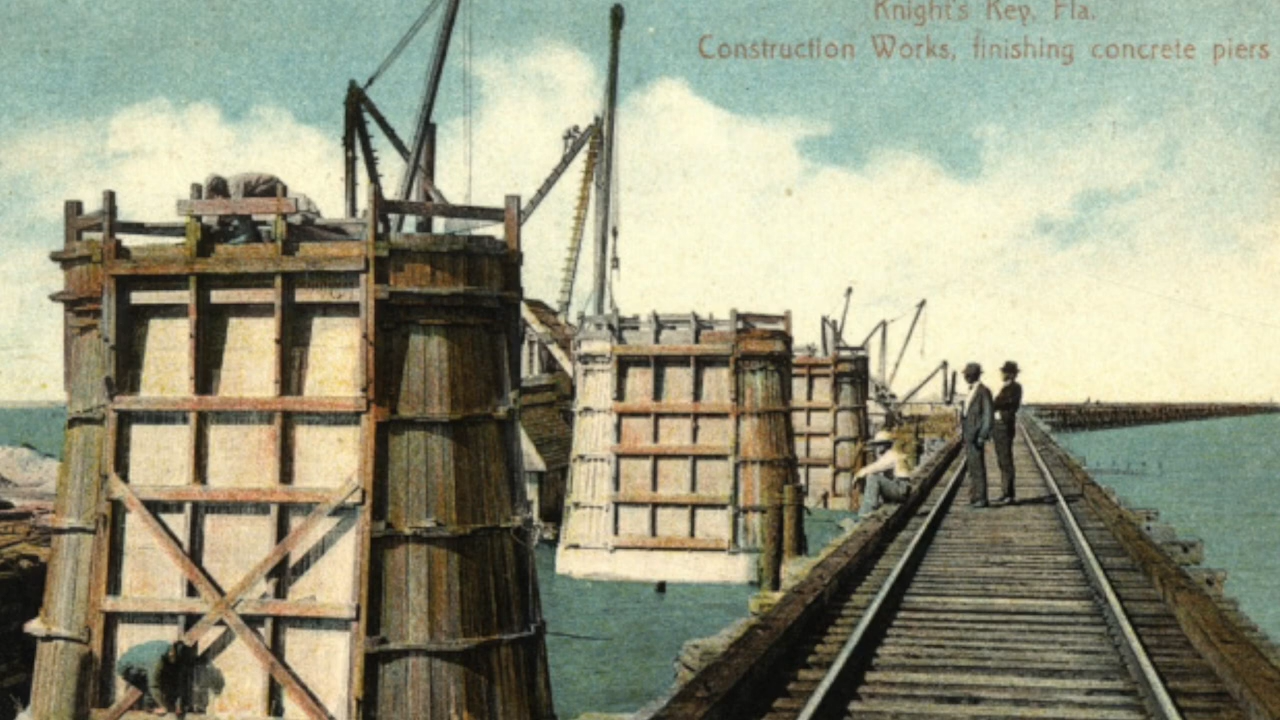 Knight's Key, Fla.
Construction Works, finishing concrete piers